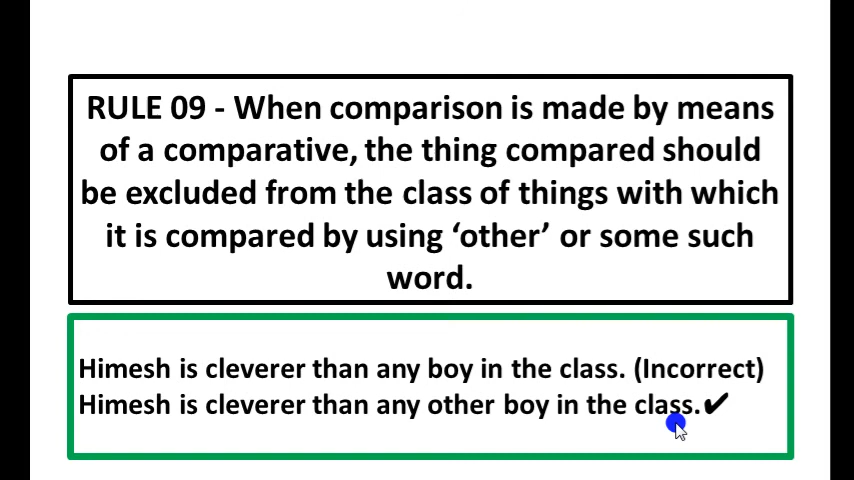 RULE 09 - When comparison is made by means
of a comparative, the thing compared should
be excluded from the class of things with which
it is compared by using ‘other’ or some such
word.
Himesh is cleverer than any boy in the class. (Incorrect)
Himesh is cleverer than any other boy in the class.✔